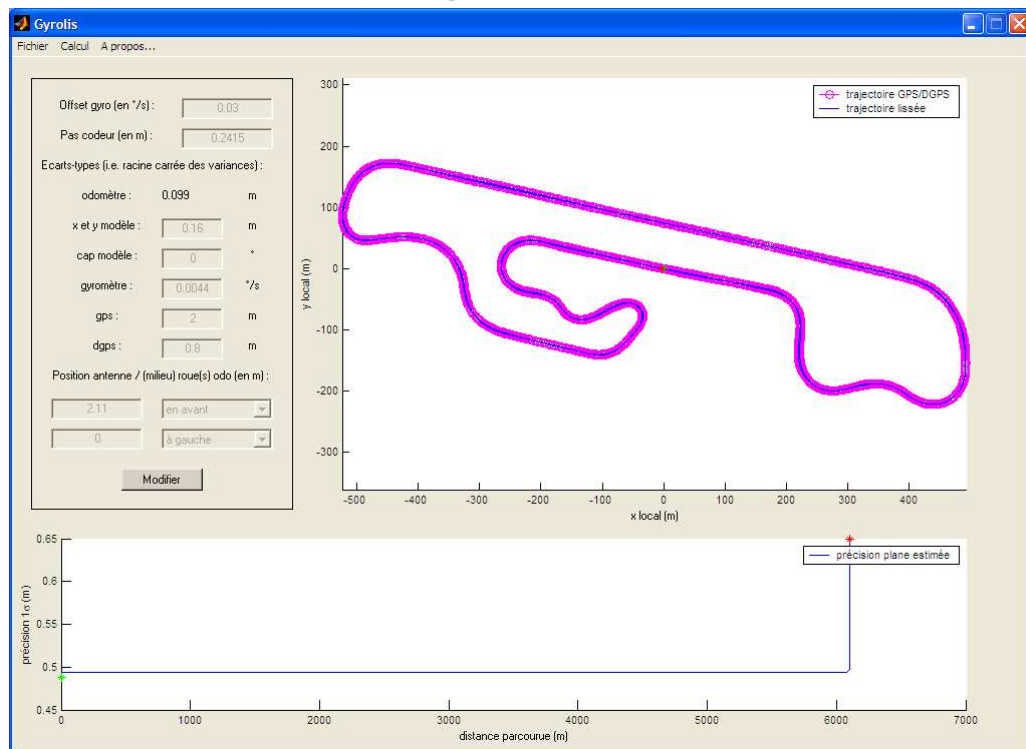 Gyrolis
Fichier Calcul A propos...
Offset gyro (en °/s) : 0.03
Pas codeur (en m) : 0.2415
Ecarts-types (i.e. racine carrée des variances) :
odomètre : 0.099 m
x et y modèle : 0.16 m
cap modèle : 0 °
gyromètre : 0.0044 °/s
gps : 2 m
dgps : 0.8 m
Position antenne / (milieu) roue(s) odo (en m) :
2.11 en avant
0 à gauche
Modifier
trajectoire GPS/DGPS
trajectoire lissée
300
200
100
0
-100
-200
-300
y local (m)
-500 -400 -300 -200 -100 0 100 200 300 400
x local (m)
précision plane estimée
0.65
0.6
0.55
0.5
0.45
précision 1σ (m)
0 1000 2000 3000 4000 5000 6000 7000
distance parcourue (m)